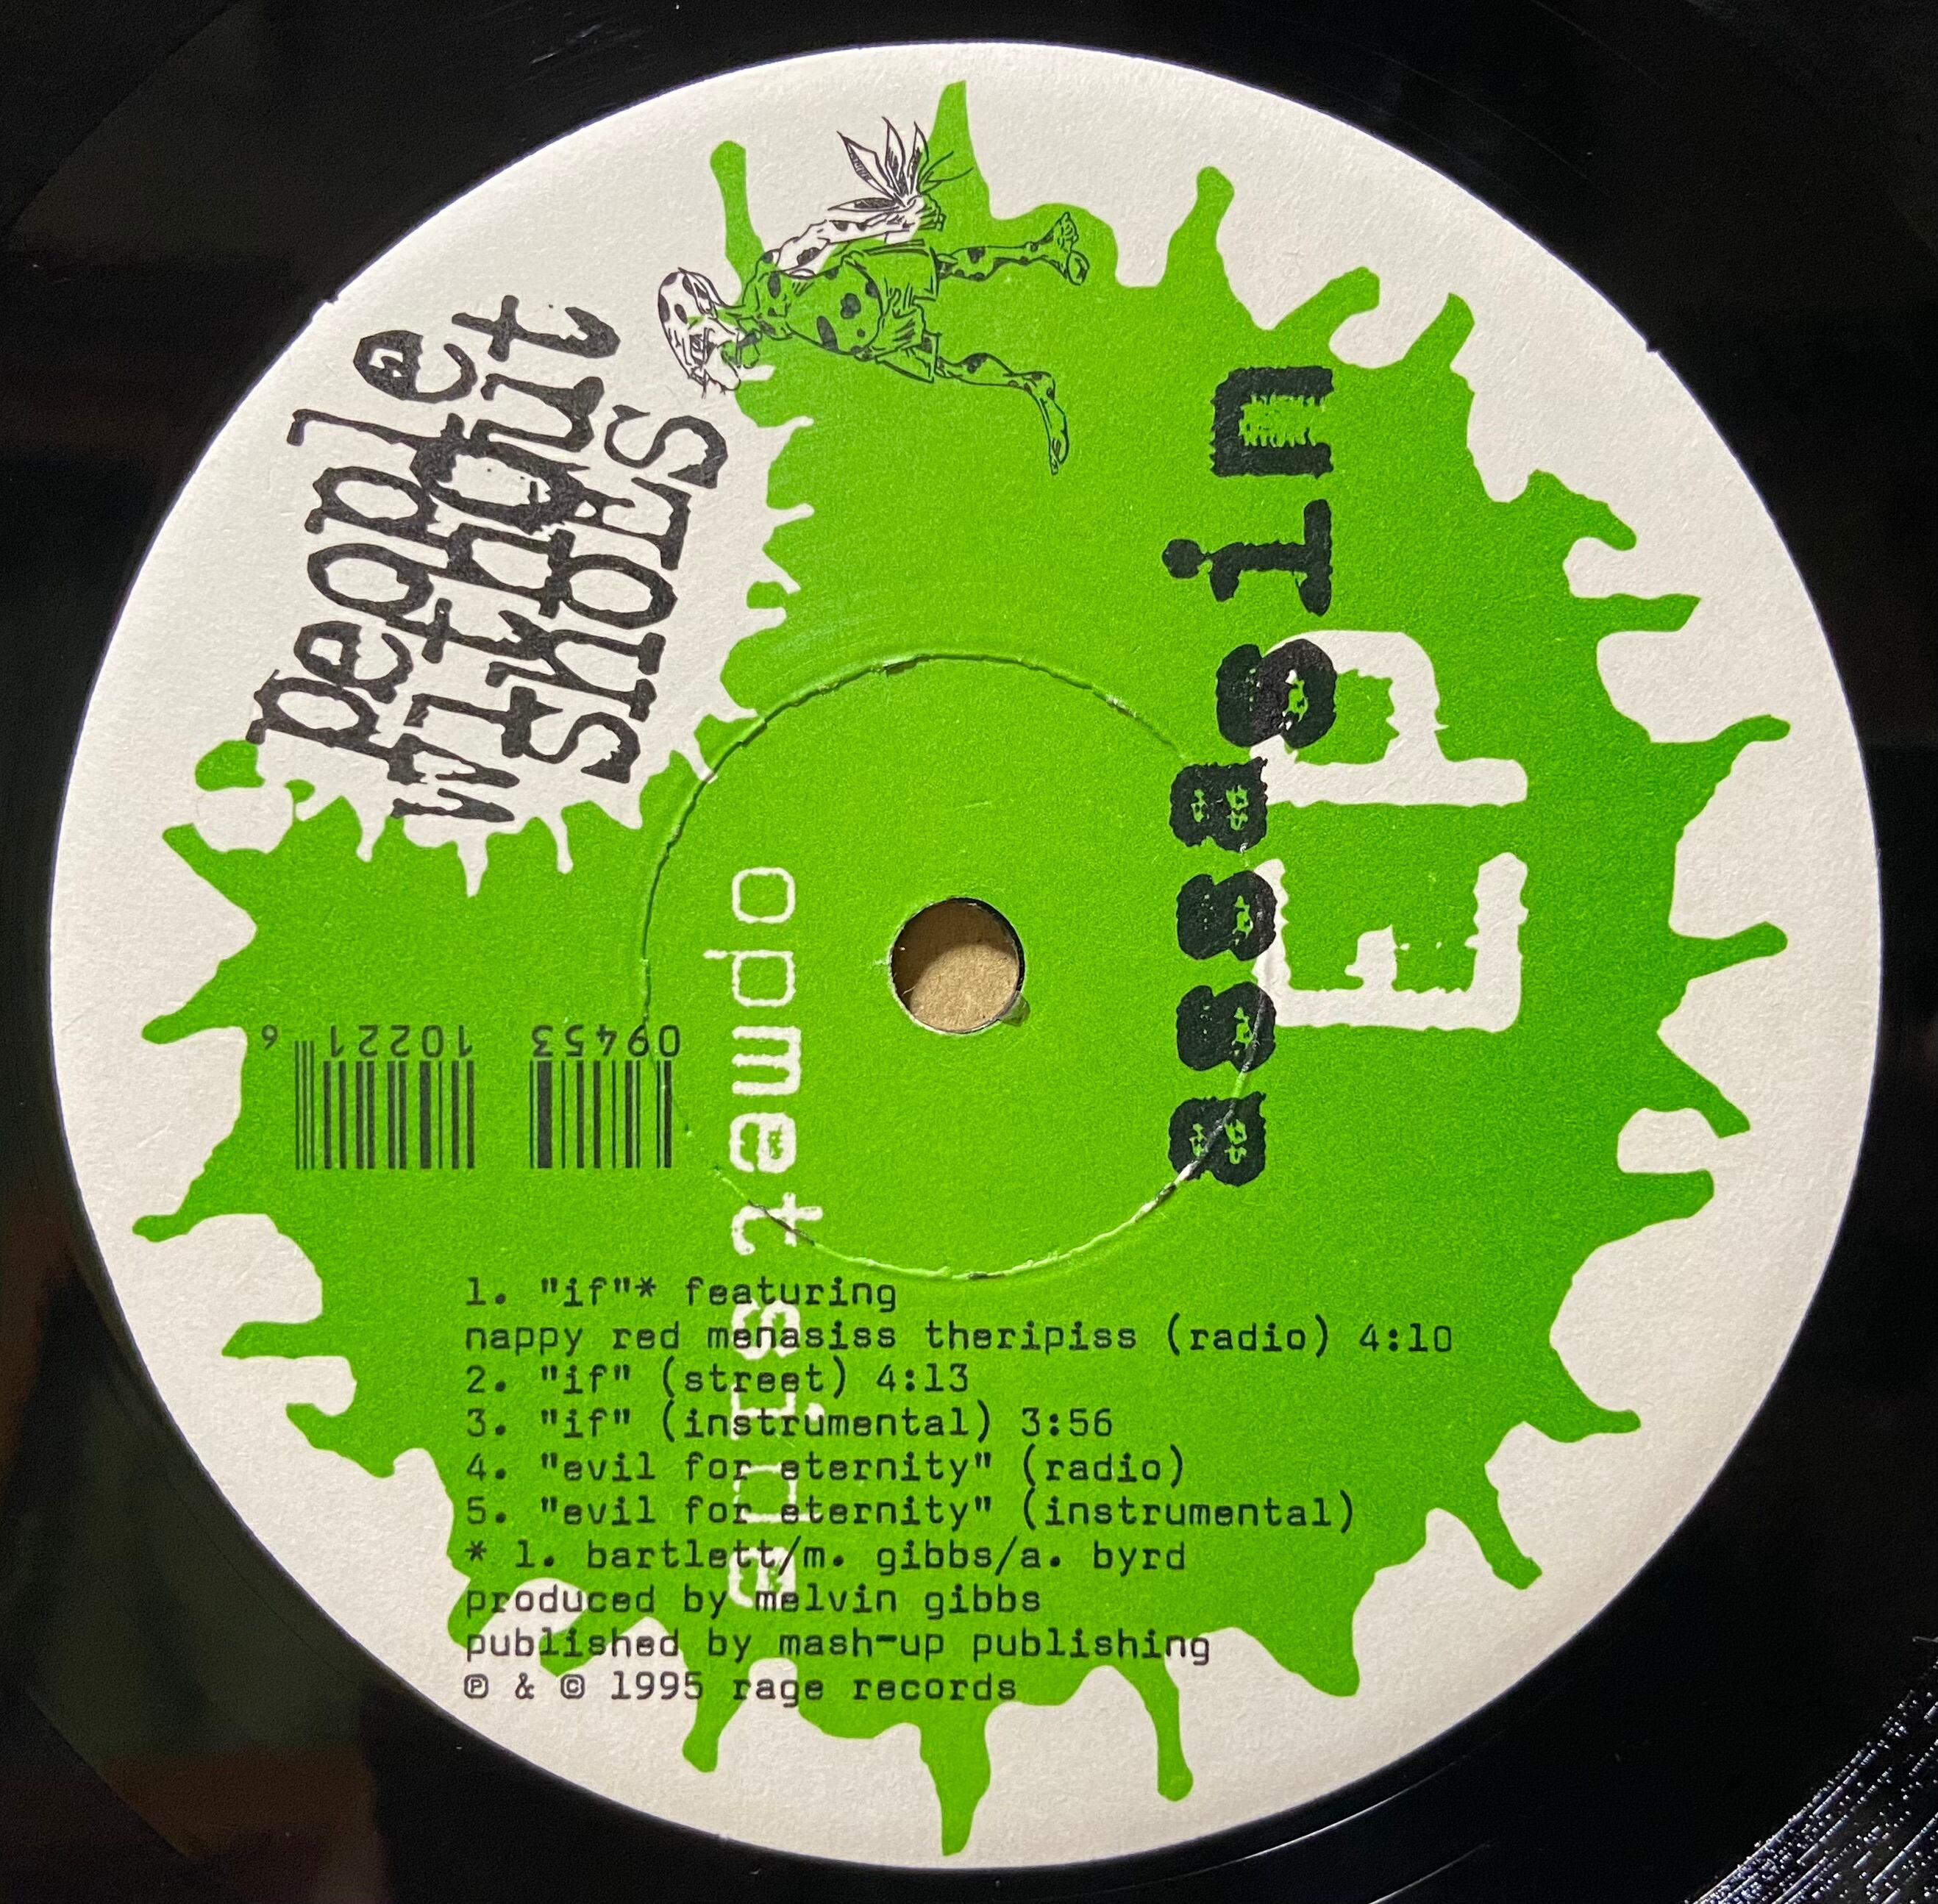 people
without
shoes
assasin
EP
09453 10221 6
1. "if"* featuring
nappy red menasiss theripiss (radio) 4:10
2. "if" (street) 4:13
3. "if" (instrumental) 3:56
4. "evil for eternity" (radio)
5. "evil for eternity" (instrumental)
* l. bartlett/m. gibbs/a. byrd
produced by melvin gibbs
published by mash-up publishing
℗ & © 1995 rage records